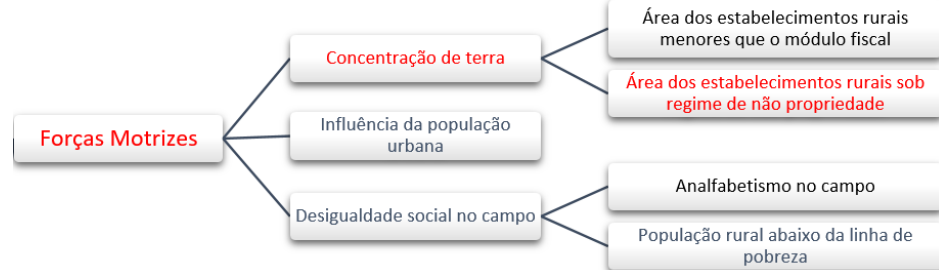 Forças Motrizes
Concentração de terra
Área dos estabelecimentos rurais
menores que o módulo fiscal
Área dos estabelecimentos rurais sob
regime de não propriedade
Influência da população
urbana
Desigualdade social no campo
Analfabetismo no campo
População rural abaixo da linha de
pobreza